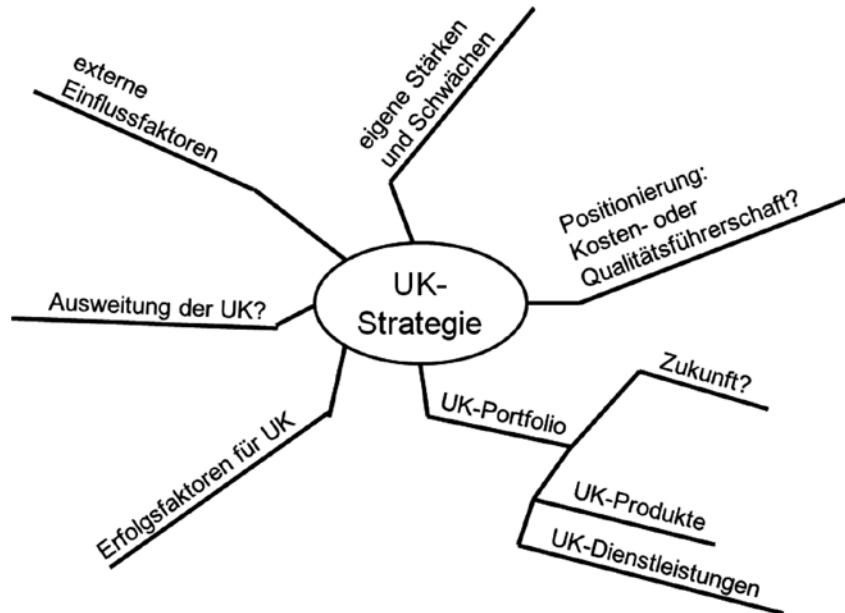 externe
Einflussfaktoren
eigene Stärken
und Schwächen
Positionierung:
Kosten- oder
Qualitätsführerschaft?
UK-
Strategie
Ausweitung der UK?
Erfolgsfaktoren für UK
UK-Portfolio
Zukunft?
UK-Produkte
UK-Dienstleistungen